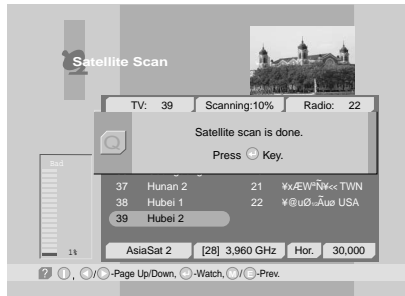 Satellite Scan
TV: 39 Scanning:10% Radio: 22
Satellite scan is done.
Press Key.
Bad
37 Hunan 2 21 ¥xÆWªÑ¥«< TWN
38 Hubei 1 22 USA
39 Hubei 2
1%
AsiaSat 2 [28] 3,960 GHz Hor. 30,000
?, / -Page Up/Down, -Watch, M / E -Prev.